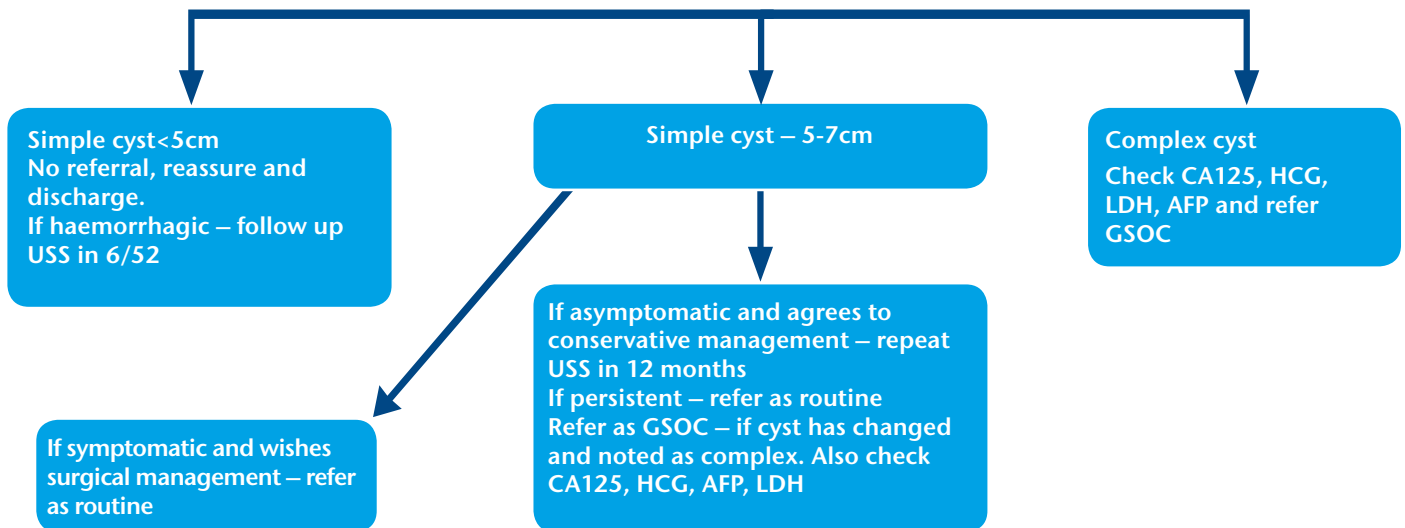 Simple cyst<5cm
No referral, reassure and
discharge.
If haemorrhagic – follow up
USS in 6/52
Simple cyst – 5-7cm
Complex cyst
Check CA125, HCG,
LDH, AFP and refer
GSOC
If symptomatic and wishes
surgical management – refer
as routine
If asymptomatic and agrees to
conservative management – repeat
USS in 12 months
If persistent – refer as routine
Refer as GSOC – if cyst has changed
and noted as complex. Also check
CA125, HCG, AFP, LDH